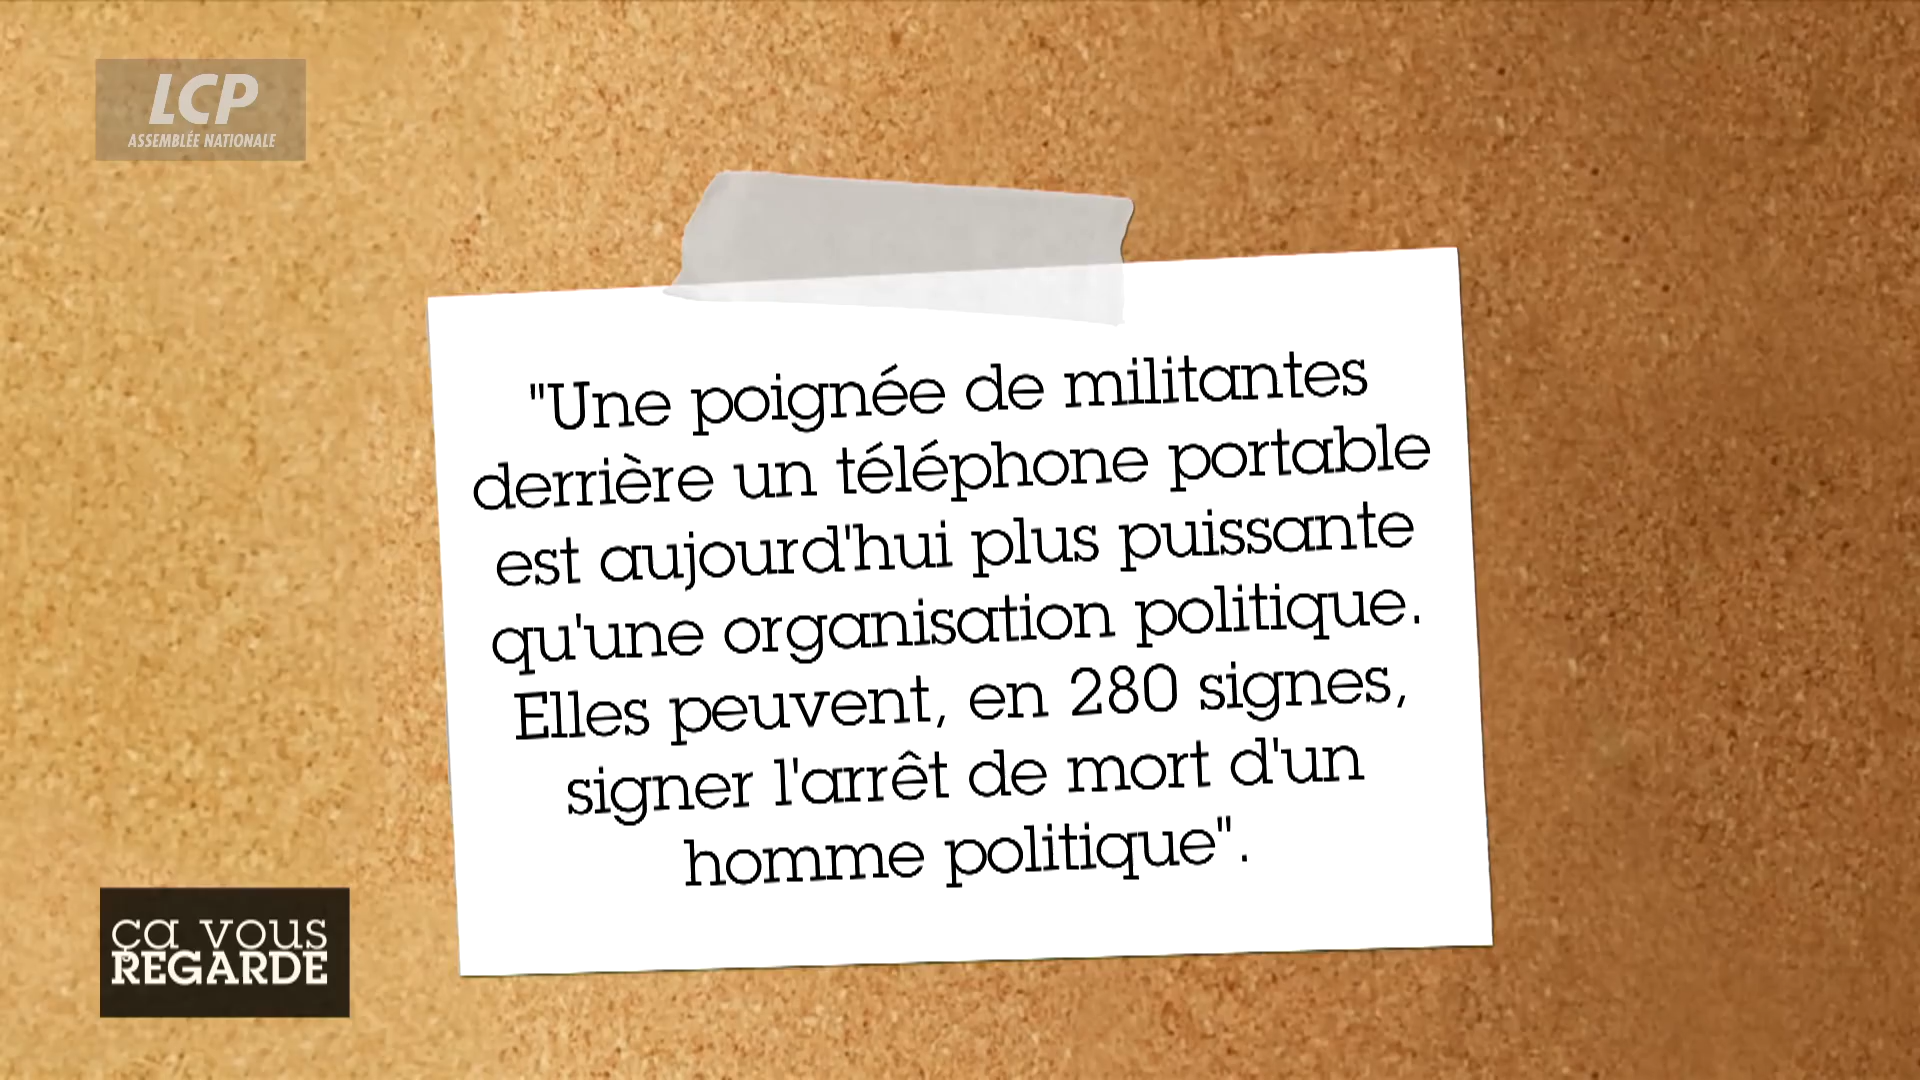 LCP
ASSEMBLÉE NATIONALE
"Une poignée de militantes
derrière un téléphone portable
est aujourd'hui plus puissante
qu'une organisation politique.
Elles peuvent, en 280 signes,
signer l'arrêt de mort d'un
homme politique".
ça vous
REGARDE